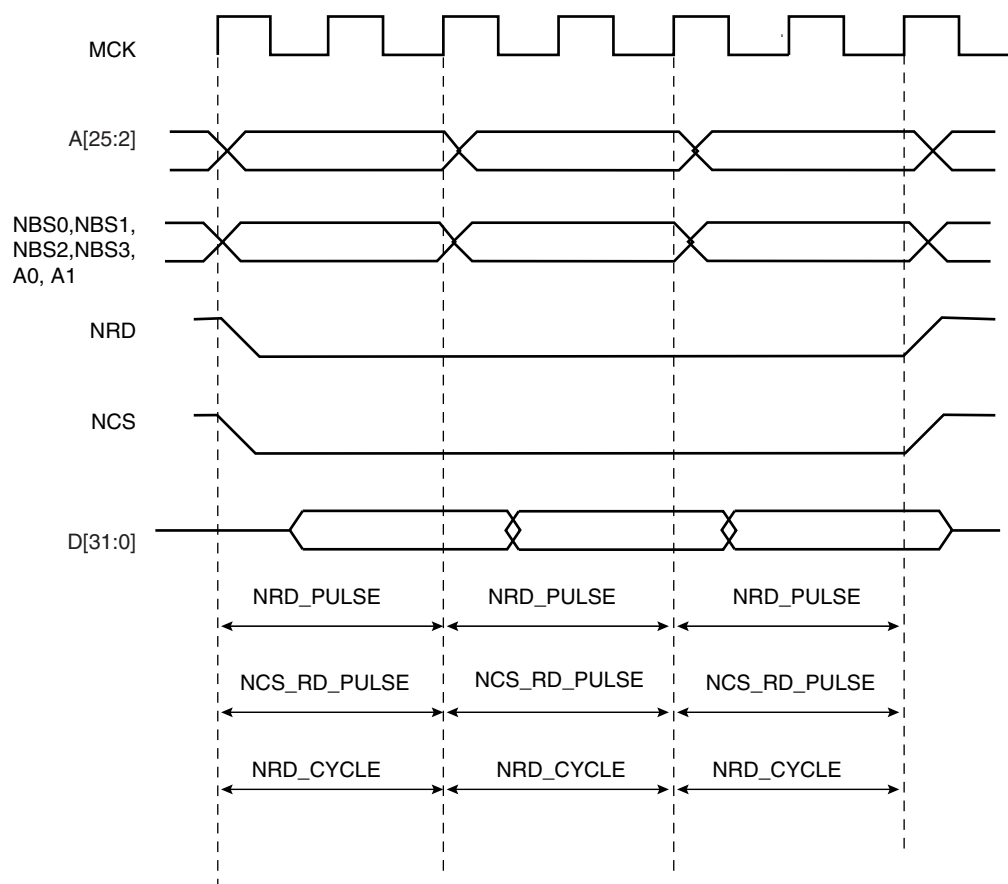 MCK
A[25:2]
NBS0,NBS1,
NBS2,NBS3,
A0, A1
NRD
NCS
D[31:0]
NRD_PULSE NRD_PULSE NRD_PULSE
NCS_RD_PULSE NCS_RD_PULSE NCS_RD_PULSE
NRD_CYCLE NRD_CYCLE NRD_CYCLE